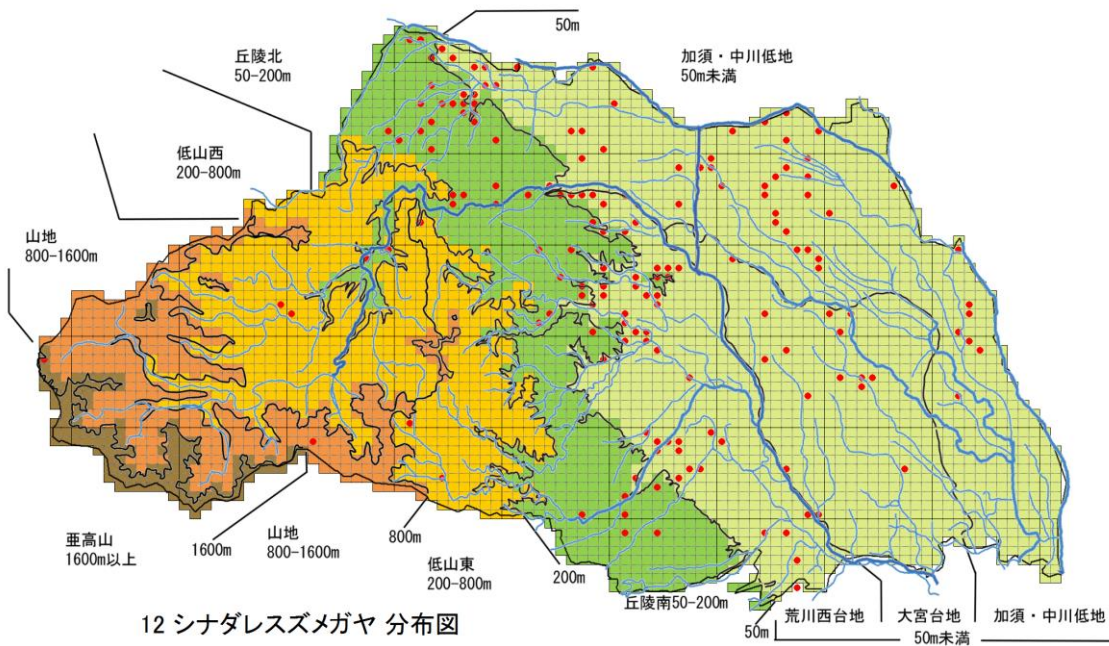 50m
丘陵北
50-200m
加須・中川低地
50m未満
低山西
200-800m
山地
800-1600m
亜高山
1600m以上
1600m
山地
800-1600m
800m
低山東
200-800m
200m
丘陵南50-200m
50m
荒川西台地
大宮台地
加須・中川低地
50m未満
12 シナダレスズメガヤ 分布図